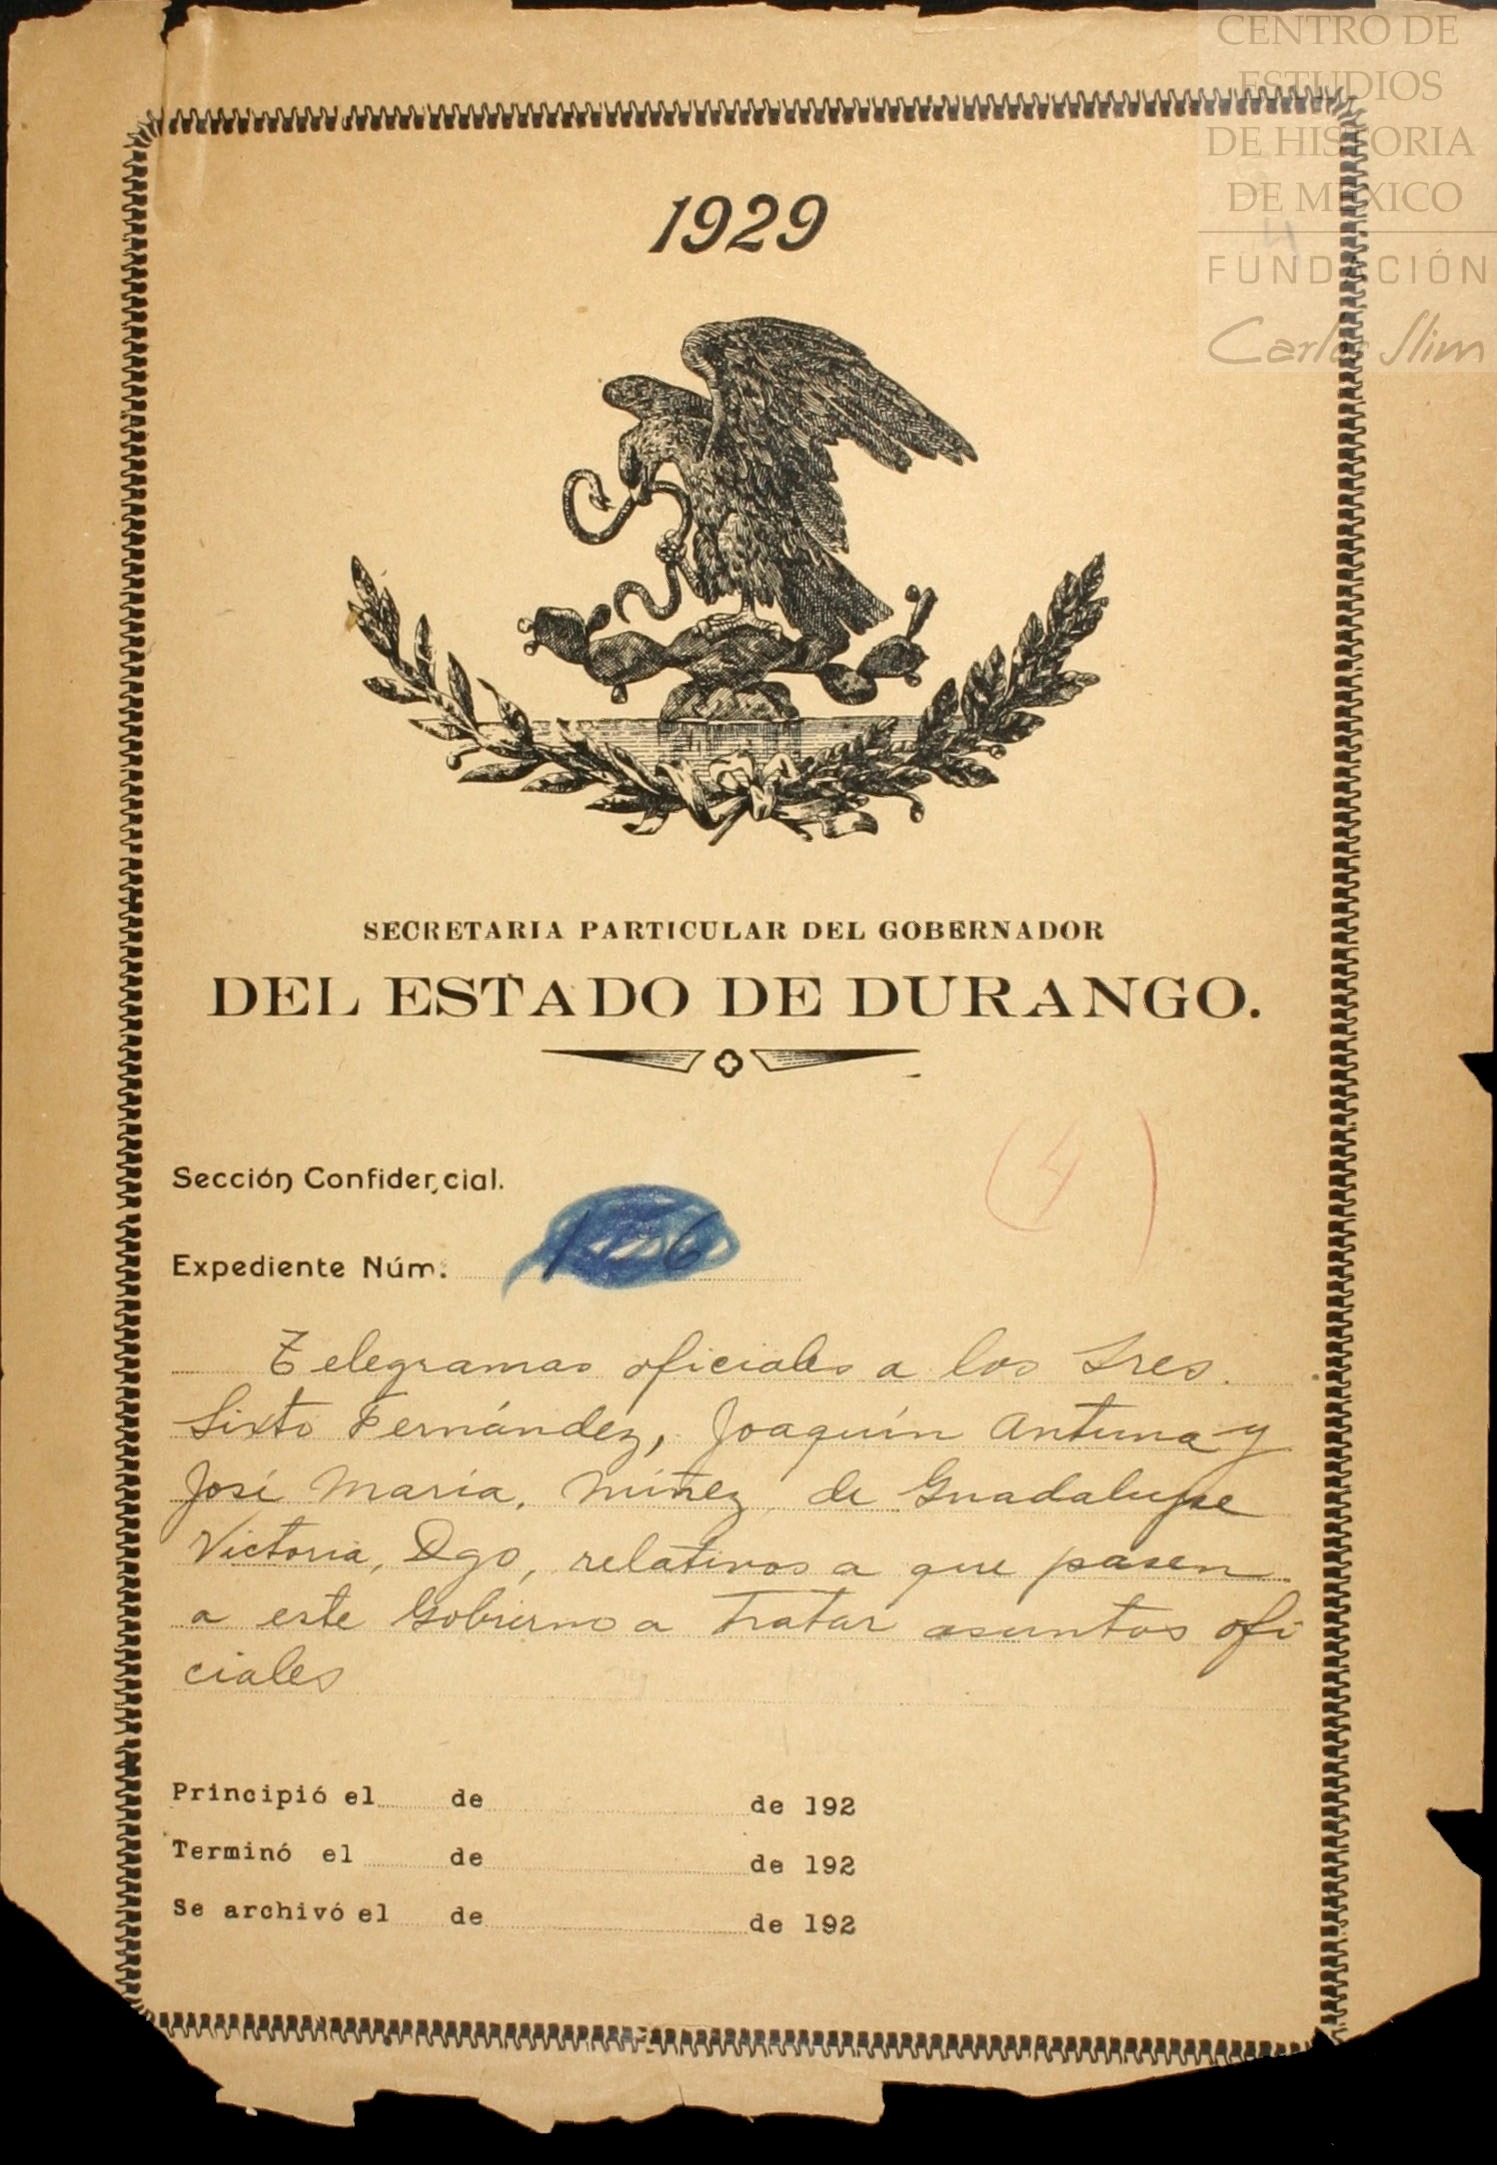 CENTRO DE
ESTUDIOS
DE HISTORIA
DE MEXICO
FUNDACIÓN
Carlos Slim
1929
SECRETARIA PARTICULAR DEL GOBERNADOR
DEL ESTADO DE DURANGO.
(4)
Sección Confidencial.
Expediente Núm.
Telegramas oficiales a los Sres.
Sixto Fernández, Joaquín Antuna y
José María Núñez de Guadalupe
Victoria, Dgo, relativos a que pasen
a este Gobierno a tratar asuntos ofi
ciales
Principió el de de 192
Terminó el de de 192
Se archivó el de de 192